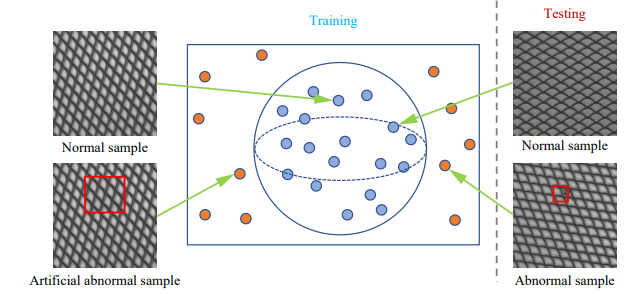 Training
Testing
Normal sample
Normal sample
Artificial abnormal sample
Abnormal sample